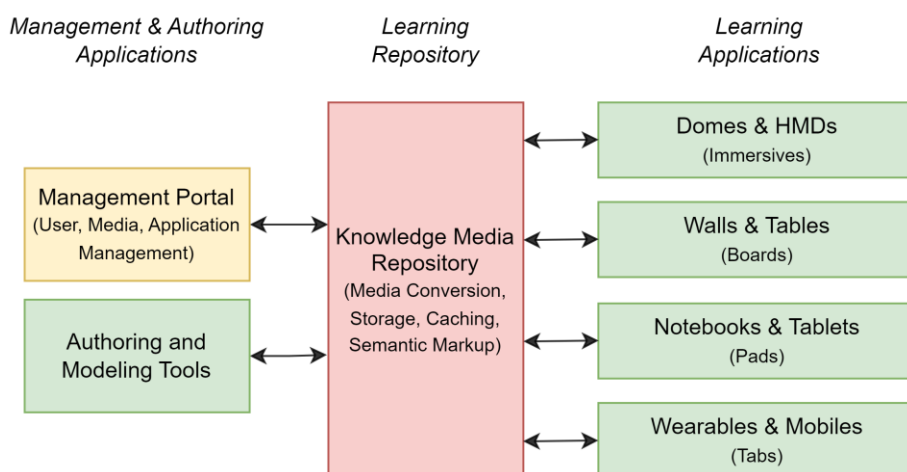 Management & Authoring
Applications
Learning
Repository
Learning
Applications
Management Portal
(User, Media, Application
Management)
Authoring and
Modeling Tools
Knowledge Media
Repository
(Media Conversion,
Storage, Caching,
Semantic Markup)
Domes & HMDs
(Immersives)
Walls & Tables
(Boards)
Notebooks & Tablets
(Pads)
Wearables & Mobiles
(Tabs)